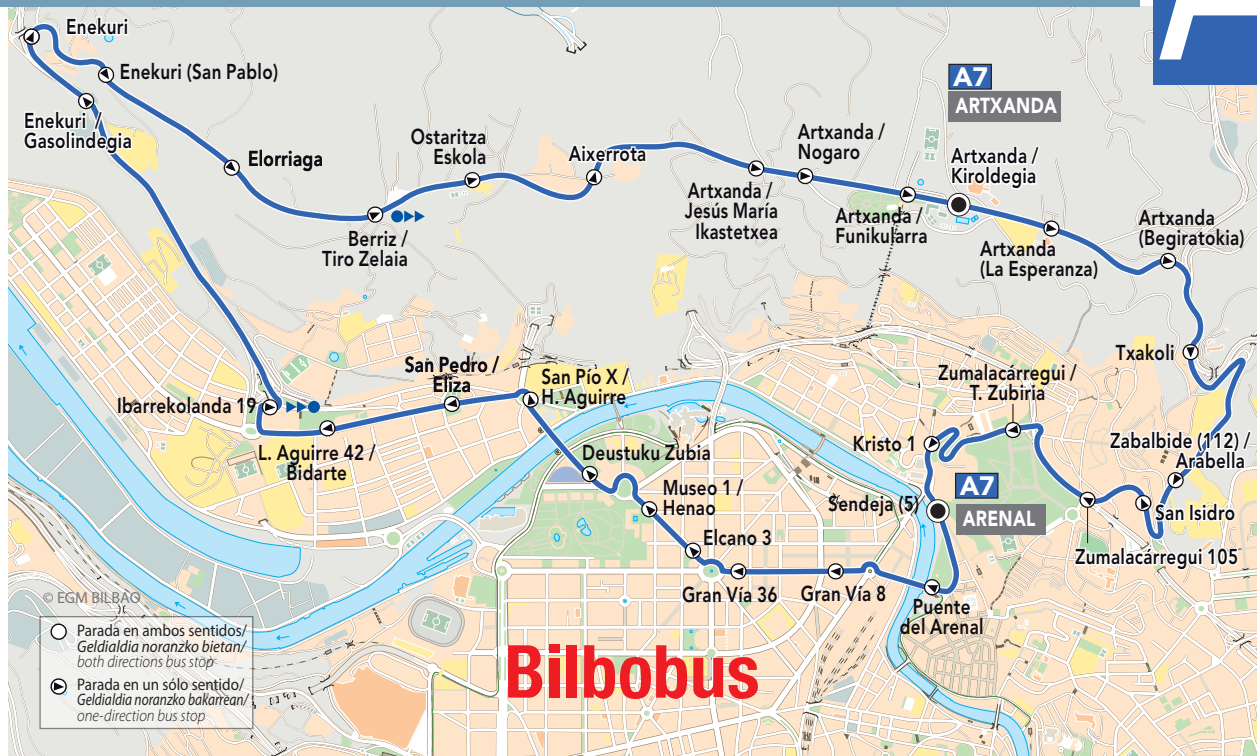 Enekuri
Enekuri (San Pablo)
Enekuri /
Gasolindegia
Elorriaga
Ostaritza
Eskola
Aixerrota
Berriz /
Tiro Zelaia
Artxanda /
Jesús María
Ikastetxea
Artxanda /
Nogaro
A7
ARTXANDA
Artxanda /
Kiroldegia
Artxanda /
Funikularra
Artxanda
(La Esperanza)
Artxanda
(Begiratokia)
Txakoli
Zumalacárregui /
T. Zubiria
San Pedro /
Eliza
San Pío X /
H. Aguirre
Ibarrekolanda 19
L. Aguirre 42 /
Bidarte
Deustuku Zubia
Museo 1 /
Henao
Elcano 3
Gran Vía 36
Gran Vía 8
Puente
del Arenal
Kristo 1
Sendeja (5)
A7
ARENAL
Zabalbide (112) /
Arabella
San Isidro
Zumalacárregui 105
© EGM BILBAO
Parada en ambos sentidos/
Geldialdia noranzko bietan/
both directions bus stop
Parada en un sólo sentido/
Geldialdia noranzko bakarrean/
one-direction bus stop
Bilbobus